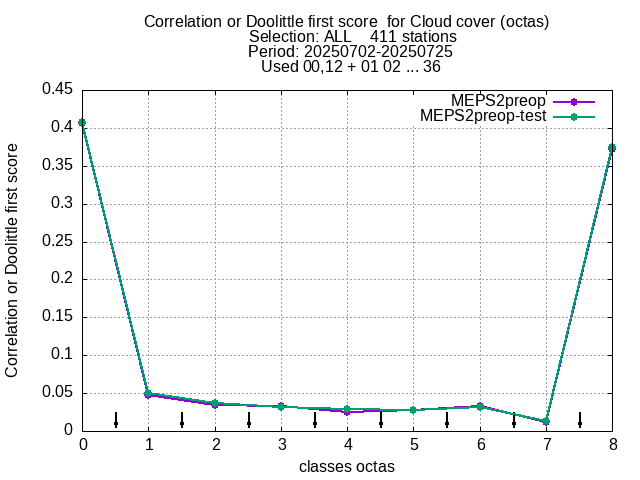 Correlation or Doolittle first score  for Cloud cover (octas)
Selection: ALL    411 stations
Period: 20250702-20250725
Used 00,12 + 01 02 ... 36
MEPS2preop
MEPS2preop-test
Correlation or Doolittle first score
0.45
0.4
0.35
0.3
0.25
0.2
0.15
0.1
0.05
0
0 1 2 3 4 5 6 7 8
classes octas